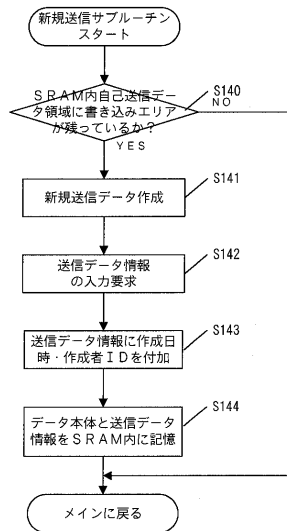 新規送信サブルーチン
スタート
S140
SRAM内自己送信デー
タ領域に書き込みエリア
が残っているか?
NO
YES
S141
新規送信データ作成
S142
送信データ情報
の入力要求
S143
送信データ情報に作成日
時・作成者IDを付加
S144
データ本体と送信データ
情報をSRAM内に記憶
メインに戻る